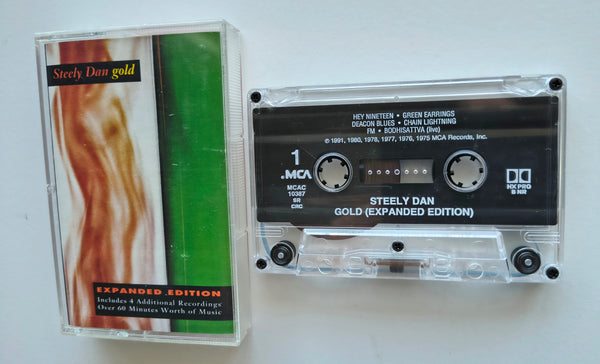 Steely Dan gold
EXPANDED EDITION
Includes 4 Additional Recordings
Over 60 Minutes Worth of Music
HEY NINETEEN • GREEN EARRINGS
DEACON BLUES • CHAIN LIGHTNING
FM • BODHISATTVA (live)
℗ 1991, 1980, 1978, 1977, 1976, 1975 MCA Records, Inc.
1
.MCA
MCAC
10387
SR
CRC
HX PRO
B NR
STEELY DAN
GOLD (EXPANDED EDITION)